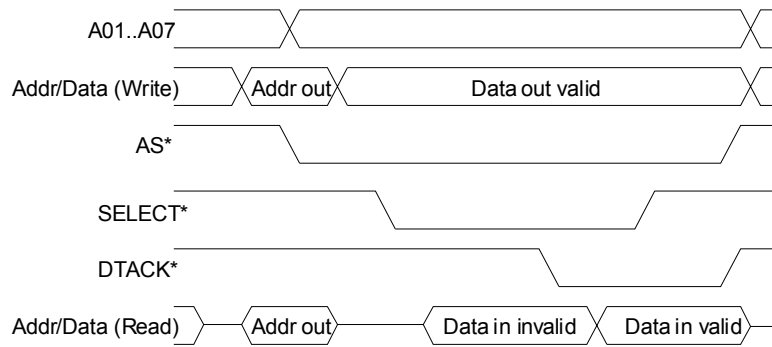 A01..A07
Addr/Data (Write) Addr out Data out valid
AS*
SELECT*
DTACK*
Addr/Data (Read) Addr out Data in invalid Data in valid